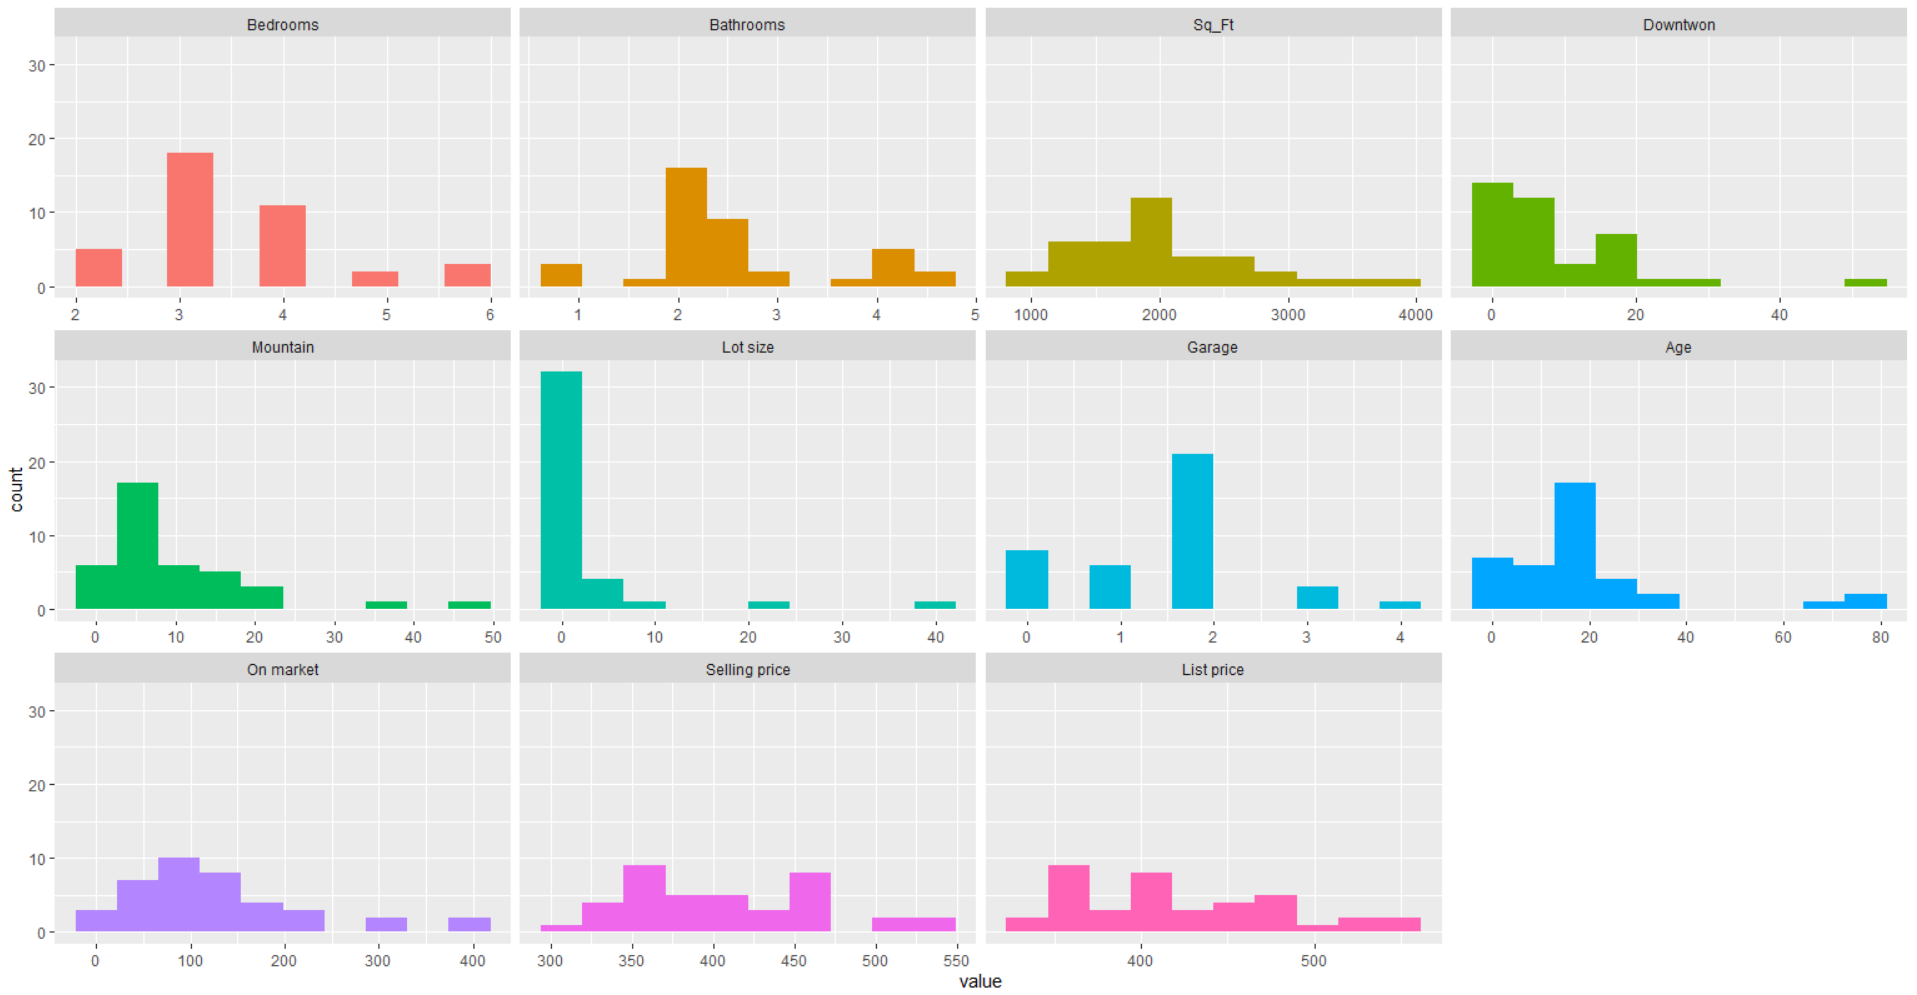 Bedrooms Bathrooms Sq_Ft Downtwon
30
20
10
0
2 3 4 5 6 1 2 3 4 5 1000 2000 3000 4000 0 20 40
Mountain Lot size Garage Age
30
20
10
0
0 10 20 30 40 50 0 10 20 30 40 0 1 2 3 4 0 20 40 60 80
count
On market Selling price List price
30
20
10
0
0 100 200 300 400 300 350 400 450 500 550 400 500
value